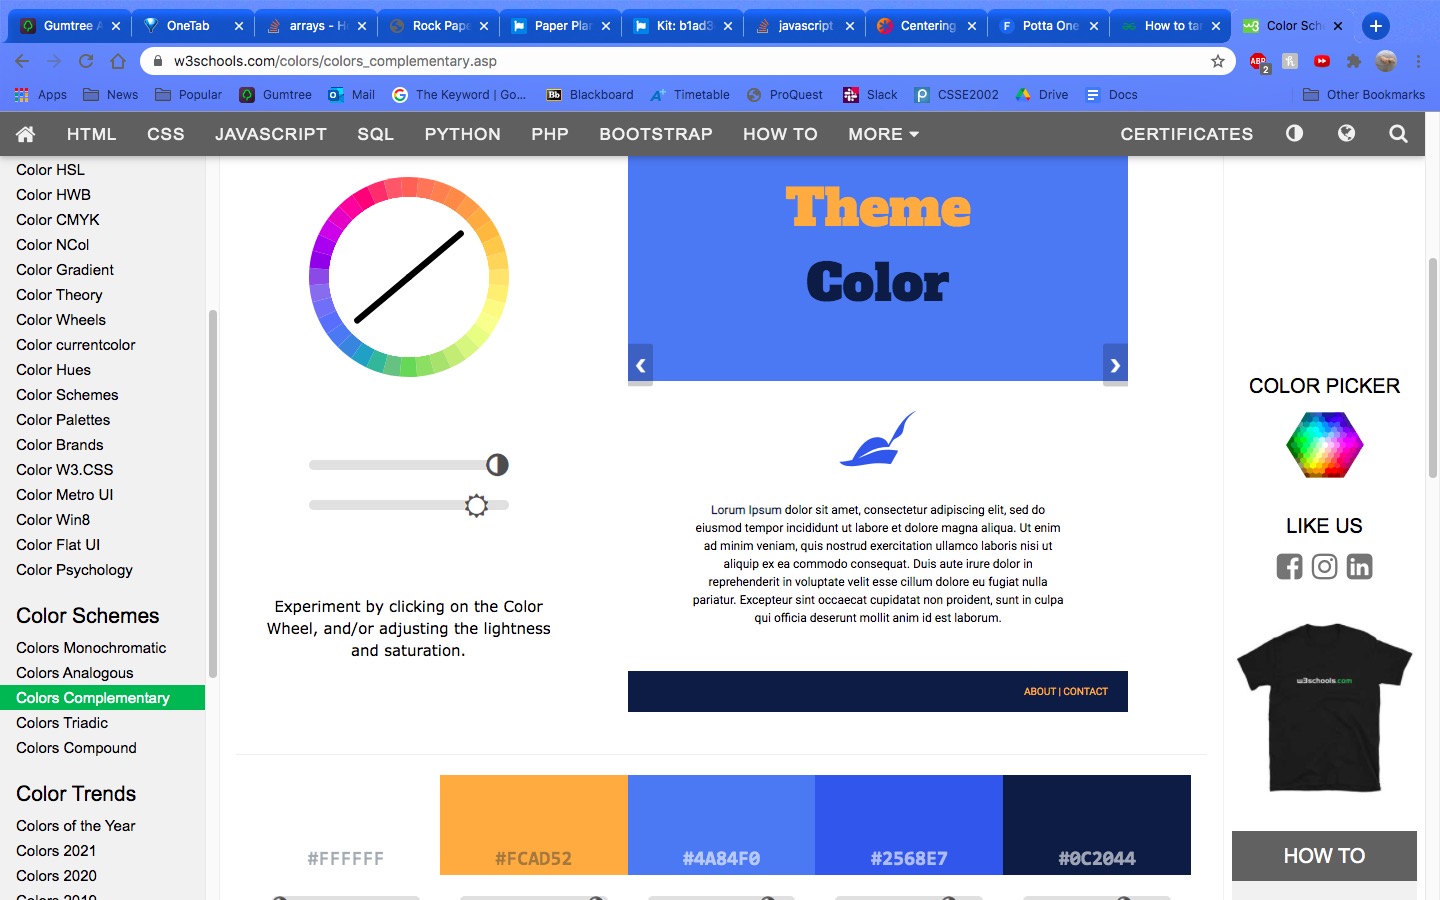 Gumtree A
OneTab
arrays - Ho
Rock Pape
Paper Plan
Kit: b1ad3
javascript
Centering
Potta One
How to tar
Color Sch
w3schools.com/colors/colors_complementary.asp
ABP
2
Apps
News
Popular
Gumtree
Mail
The Keyword | Go...
Bb
Blackboard
Timetable
ProQuest
Slack
CSSE2002
Drive
Docs
Other Bookmarks
HTML
CSS
JAVASCRIPT
SQL
PYTHON
PHP
BOOTSTRAP
HOW TO
MORE
CERTIFICATES
Color HSL
Color HWB
Color CMYK
Color NCol
Color Gradient
Color Theory
Color Wheels
Color currentcolor
Color Hues
Color Schemes
Color Palettes
Color Brands
Color W3.CSS
Color Metro UI
Color Win8
Color Flat UI
Color Psychology
Color Schemes
Colors Monochromatic
Colors Analogous
Colors Complementary
Colors Triadic
Colors Compound
Color Trends
Colors of the Year
Colors 2021
Colors 2020
Colors 2019
Experiment by clicking on the Color
Wheel, and/or adjusting the lightness
and saturation.
Theme
Color
Lorem Ipsum dolor sit amet, consectetur adipiscing elit, sed do
eiusmod tempor incididunt ut labore et dolore magna aliqua. Ut enim
ad minim veniam, quis nostrud exercitation ullamco laboris nisi ut
aliquip ex ea commodo consequat. Duis aute irure dolor in
reprehenderit in voluptate velit esse cillum dolore eu fugiat nulla
pariatur. Excepteur sint occaecat cupidatat non proident, sunt in culpa
qui officia deserunt mollit anim id est laborum.
ABOUT | CONTACT
#FFFFFF
#FCAD52
#4A84F0
#2568E7
#0C2044
COLOR PICKER
LIKE US
w3schools.com
HOW TO